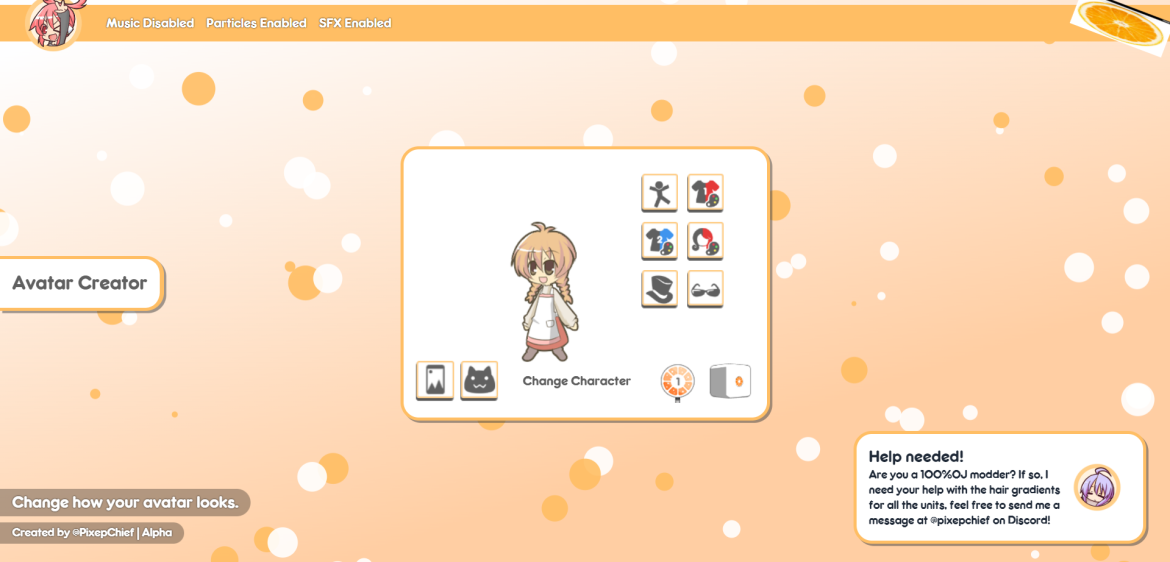 Music Disabled Particles Enabled SFX Enabled
1
2
Avatar Creator
Change Character
1
Help needed!
Are you a 100%OJ modder? If so, I
need your help with the hair gradients
for all the units, feel free to send me a
message at @pixepchief on Discord!
Change how your avatar looks.
Created by @PixepChief | Alpha